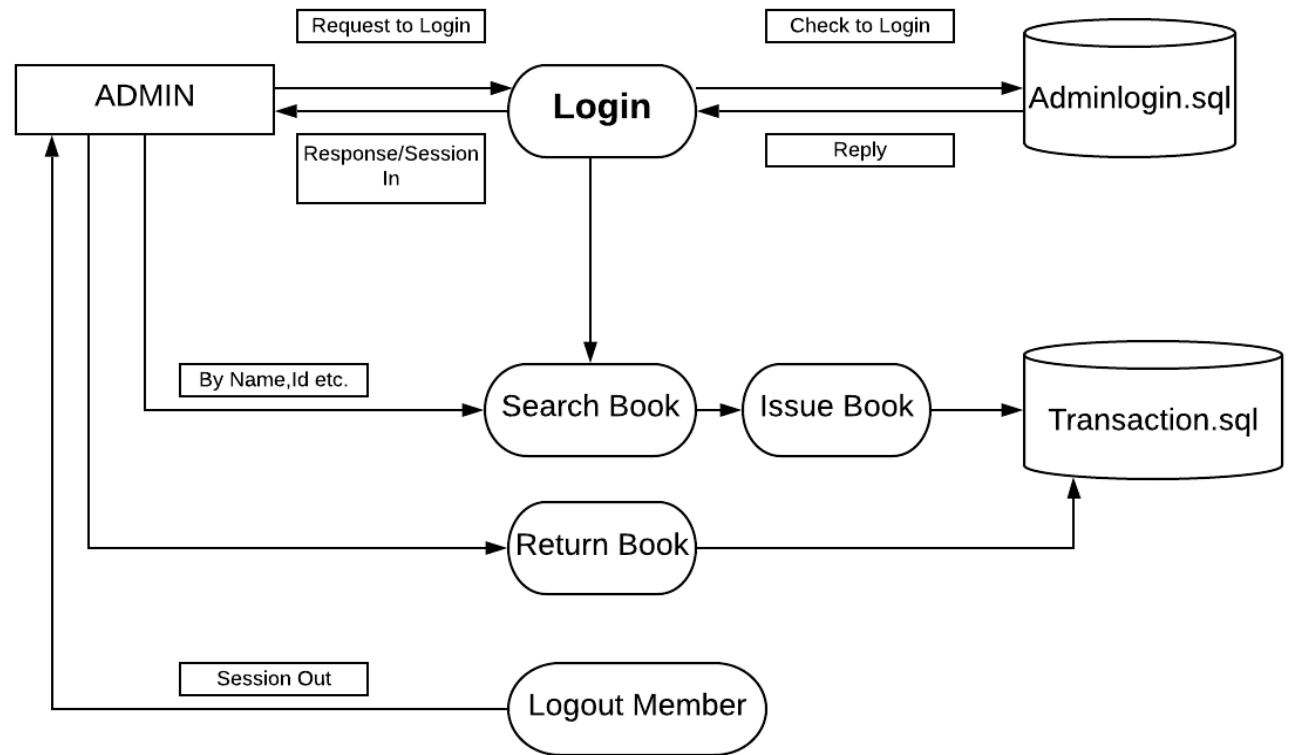 Request to Login
Check to Login
ADMIN
Login
Adminlogin.sql
Response/Session
In
Reply
By Name,Id etc.
Search Book
Issue Book
Transaction.sql
Return Book
Session Out
Logout Member